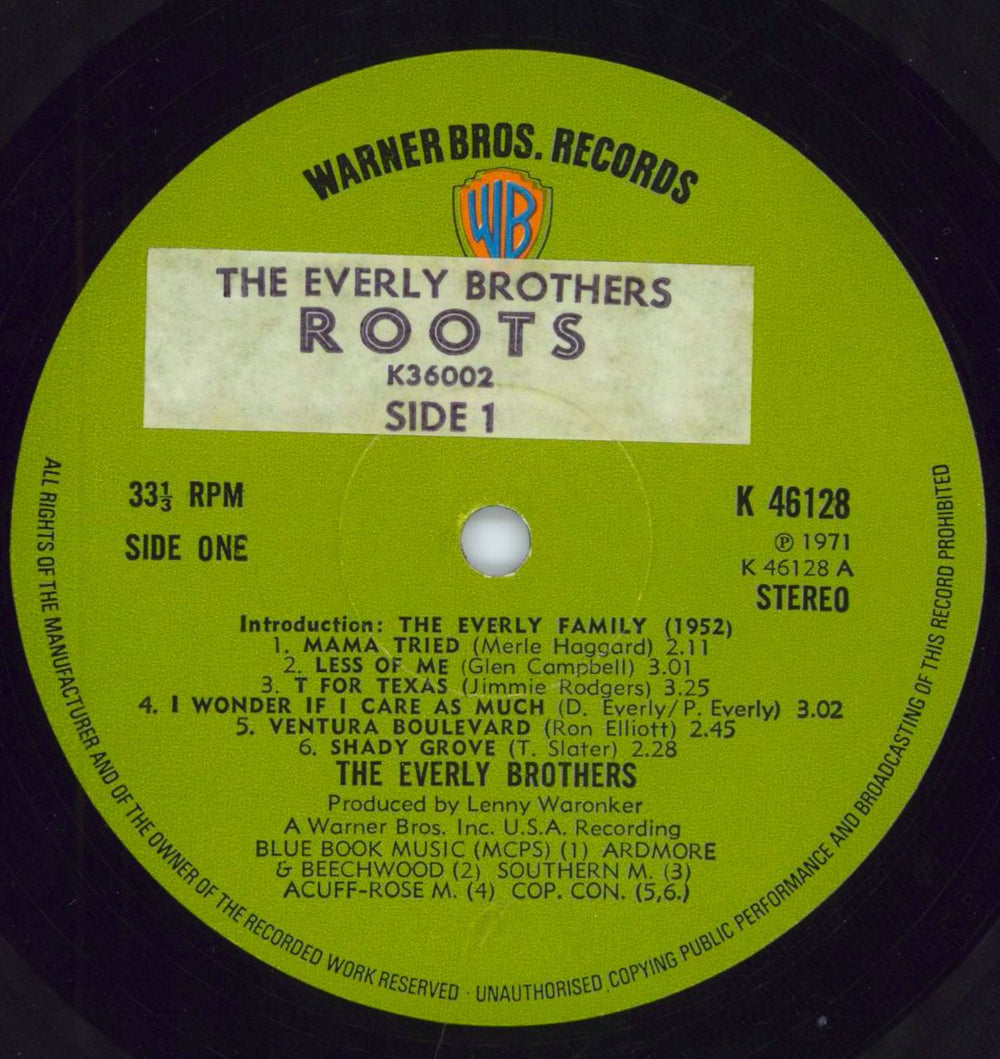 WARNER BROS. RECORDS
WB
THE EVERLY BROTHERS
ROOTS
K36002
SIDE 1
33⅓ RPM
SIDE ONE
K 46128
Ⓟ 1971
K 46128 A
STEREO
Introduction: THE EVERLY FAMILY (1952)
1. MAMA TRIED (Merle Haggard) 2.11
2. LESS OF ME (Glen Campbell) 3.01
3. T FOR TEXAS (Jimmie Rodgers) 3.25
4. I WONDER IF I CARE AS MUCH (D. Everly/P. Everly) 3.02
5. VENTURA BOULEVARD (Ron Elliott) 2.45
6. SHADY GROVE (T. Slater) 2.28
THE EVERLY BROTHERS
Produced by Lenny Waronker
A Warner Bros. Inc. U.S.A. Recording
BLUE BOOK MUSIC (MCPS) (1) ARDMORE
& BEECHWOOD (2) SOUTHERN M. (3)
ACUFF-ROSE M. (4) COP. CON. (5,6.)
ALL RIGHTS OF THE MANUFACTURER AND OF THE OWNER OF THE RECORDED WORK RESERVED · UNAUTHORISED COPYING PUBLIC PERFORMANCE AND BROADCASTING OF THIS RECORD PROHIBITED